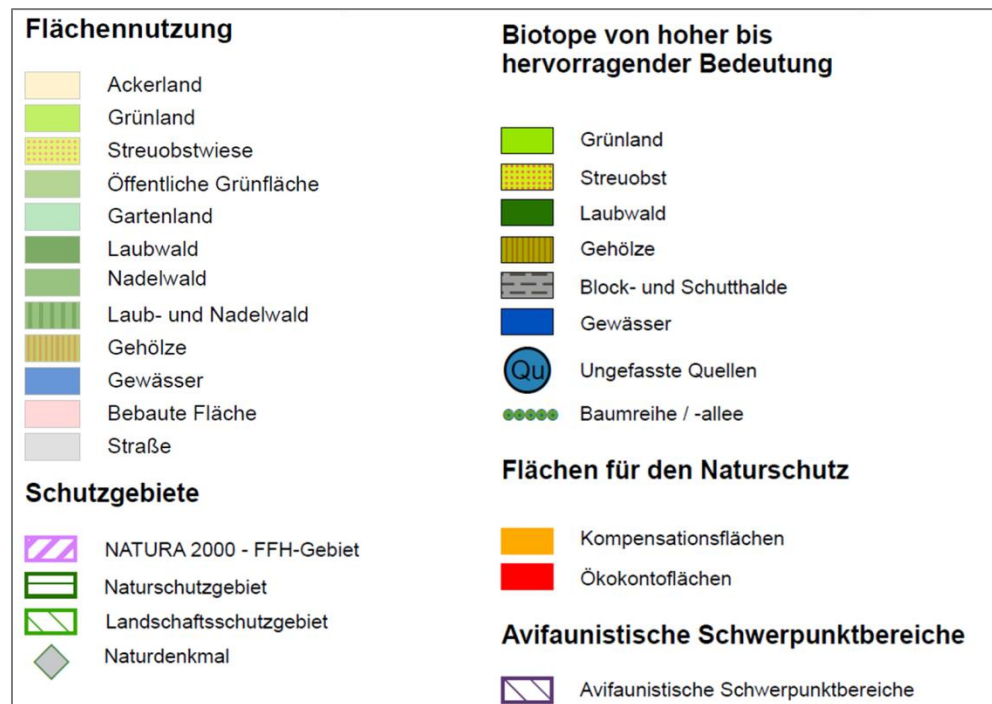 Flächennutzung
Ackerland
Grünland
Streuobstwiese
Öffentliche Grünfläche
Gartenland
Laubwald
Nadelwald
Laub- und Nadelwald
Gehölze
Gewässer
Bebaute Fläche
Straße
Schutzgebiete
NATURA 2000 - FFH-Gebiet
Naturschutzgebiet
Landschaftsschutzgebiet
Naturdenkmal
Biotope von hoher bis
hervorragender Bedeutung
Grünland
Streuobst
Laubwald
Gehölze
Block- und Schutthalde
Gewässer
Qu Ungefasste Quellen
Baumreihe / -allee
Flächen für den Naturschutz
Kompensationsflächen
Ökokontoflächen
Avifaunistische Schwerpunktbereiche
Avifaunistische Schwerpunktbereiche